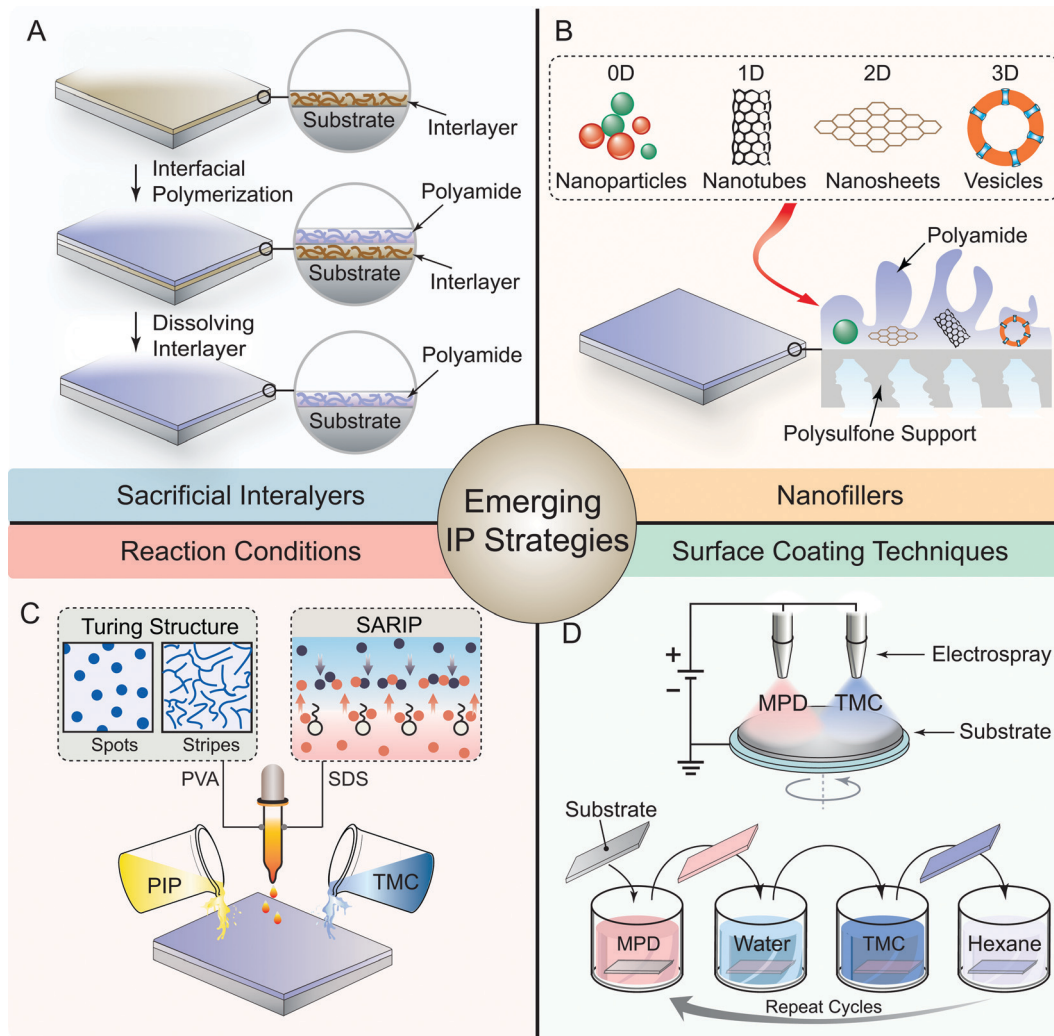 A
Substrate
Interlayer
Interfacial
Polymerization
Polyamide
Substrate
Interlayer
Dissolving
Interlayer
Polyamide
Substrate
Sacrificial Interalyers
B
0D
1D
2D
3D
Nanoparticles
Nanotubes
Nanosheets
Vesicles
Polyamide
Polysulfone Support
Nanofillers
Emerging
IP Strategies
Reaction Conditions
C
Turing Structure
Spots
Stripes
SARIP
PVA
SDS
PIP
TMC
Surface Coating Techniques
D
+
−
Electrospray
MPD
TMC
Substrate
Substrate
MPD
Water
TMC
Hexane
Repeat Cycles